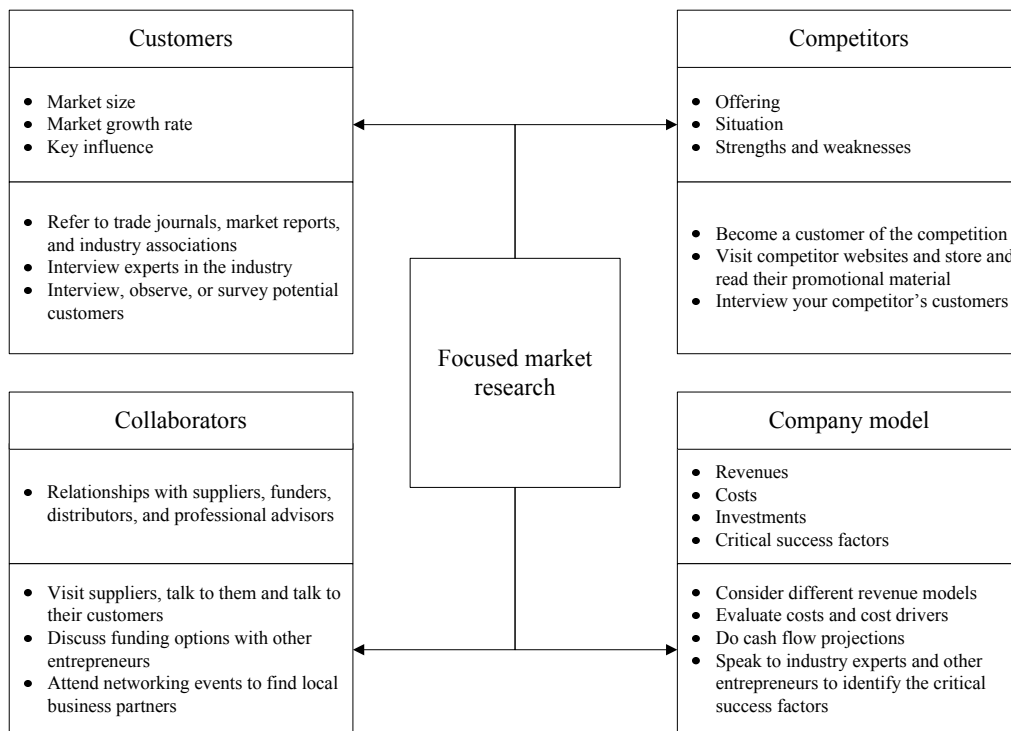 Customers
• Market size
• Market growth rate
• Key influence
• Refer to trade journals, market reports,
and industry associations
• Interview experts in the industry
• Interview, observe, or survey potential
customers
Competitors
• Offering
• Situation
• Strengths and weaknesses
• Become a customer of the competition
• Visit competitor websites and store and
read their promotional material
• Interview your competitor’s customers
Focused market
research
Collaborators
• Relationships with suppliers, funders,
distributors, and professional advisors
• Visit suppliers, talk to them and talk to
their customers
• Discuss funding options with other
entrepreneurs
• Attend networking events to find local
business partners
Company model
• Revenues
• Costs
• Investments
• Critical success factors
• Consider different revenue models
• Evaluate costs and cost drivers
• Do cash flow projections
• Speak to industry experts and other
entrepreneurs to identify the critical
success factors